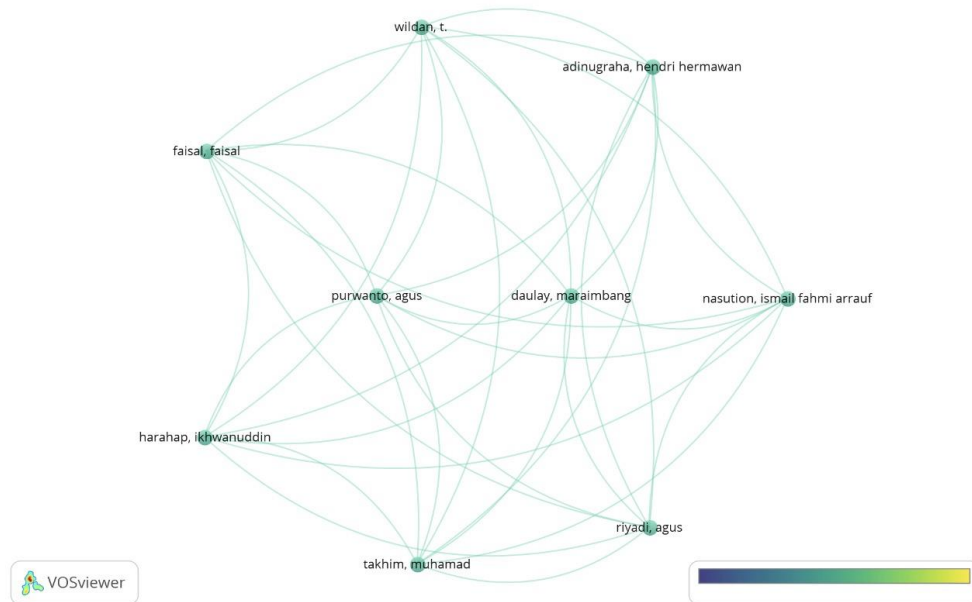 wildan, t.
adinugraha, hendri hermawan
faisal, faisal
purwanto, agus
daulay, maraimbang
nasution, ismail fahmi arrauf
harahap, ikhwanuddin
riyadi, agus
takhim, muhamad
VOSviewer